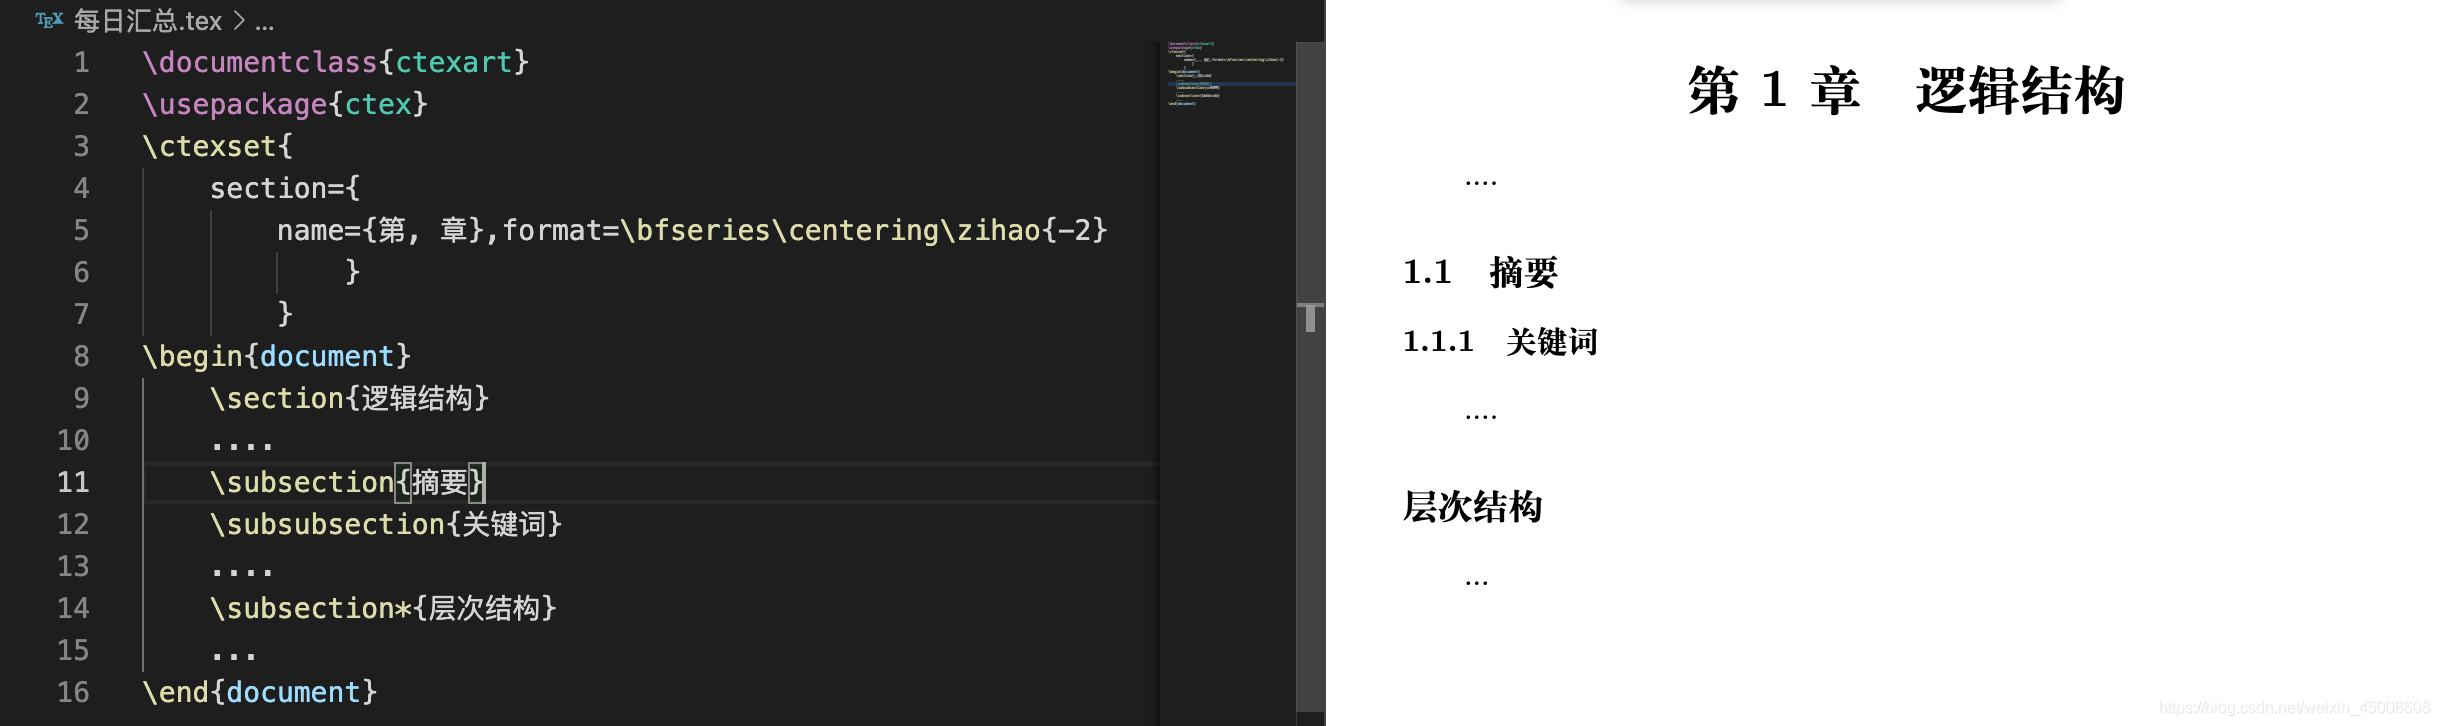 TEX 每日汇总.tex > ...
1 \documentclass{ctexart}
2 \usepackage{ctex}
3 \ctexset{
4 section={
5 name={第, 章},format=\bfseries\centering\zihao{-2}
6 }
7 }
8 \begin{document}
9 \section{逻辑结构}
10 ....
11 \subsection{摘要}
12 \subsubsection{关键词}
13 ....
14 \subsection*{层次结构}
15 ...
16 \end{document}
第 1 章 逻辑结构
....
1.1 摘要
1.1.1 关键词
....
层次结构
...
https://blog.csdn.net/weixin_45008608